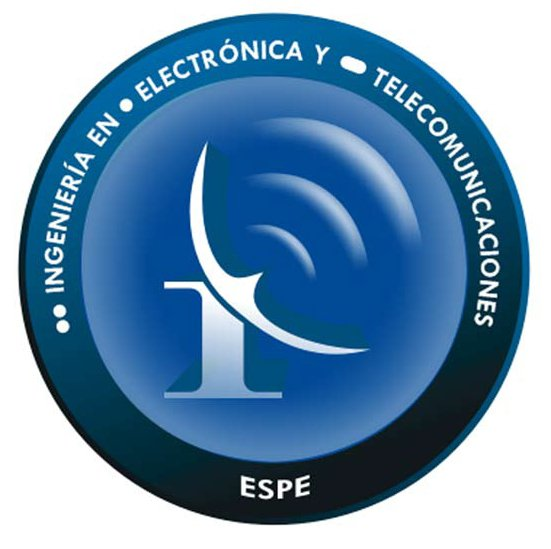 INGENIERÍA EN ELECTRÓNICA Y TELECOMUNICACIONES
ESPE